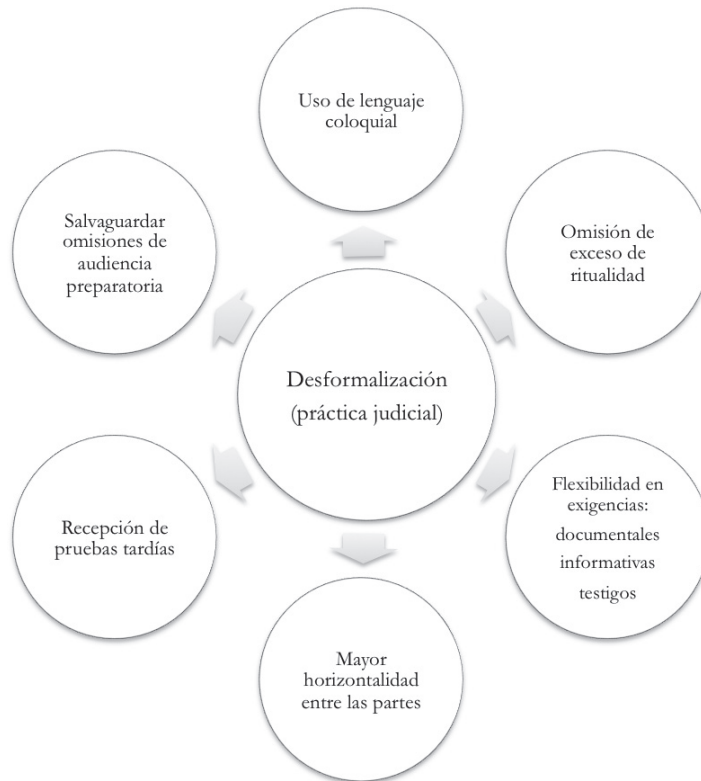 Uso de lenguaje
coloquial
Salvaguardar
omisiones de
audiencia
preparatoria
Omisión de
exceso de
ritualidad
Desformalización
(práctica judicial)
Recepción de
pruebas tardías
Flexibilidad en
exigencias:
documentales
informativas
testigos
Mayor
horizontalidad
entre las partes